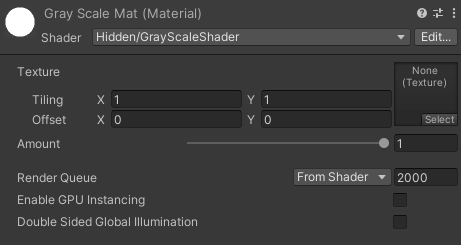 Gray Scale Mat (Material)
Shader Hidden/GrayScaleShader Edit...
Texture None
(Texture)
Tiling X 1 Y 1
Offset X 0 Y 0
Select
Amount 1
Render Queue From Shader 2000
Enable GPU Instancing
Double Sided Global Illumination